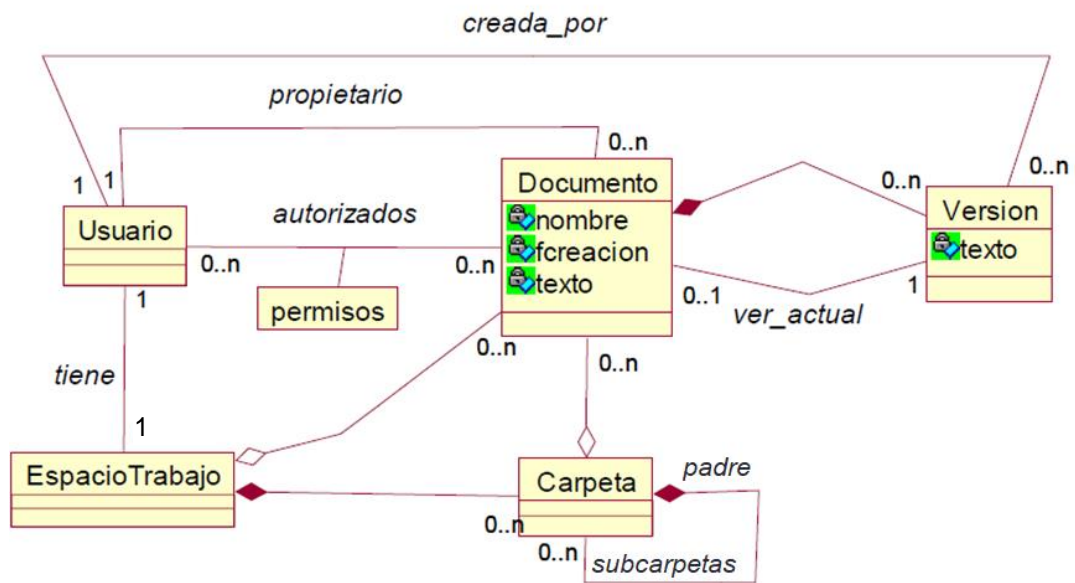 creada_por
propietario
0..n
1
1
Documento
0..n
0..n
Usuario
autorizados
nombre
Version
fcreacion
texto
0..n
0..n
texto
1
permisos
0..1
1
ver_actual
0..n
0..n
tiene
1
EspacioTrabajo
Carpeta
padre
0..n
0..n
subcarpetas